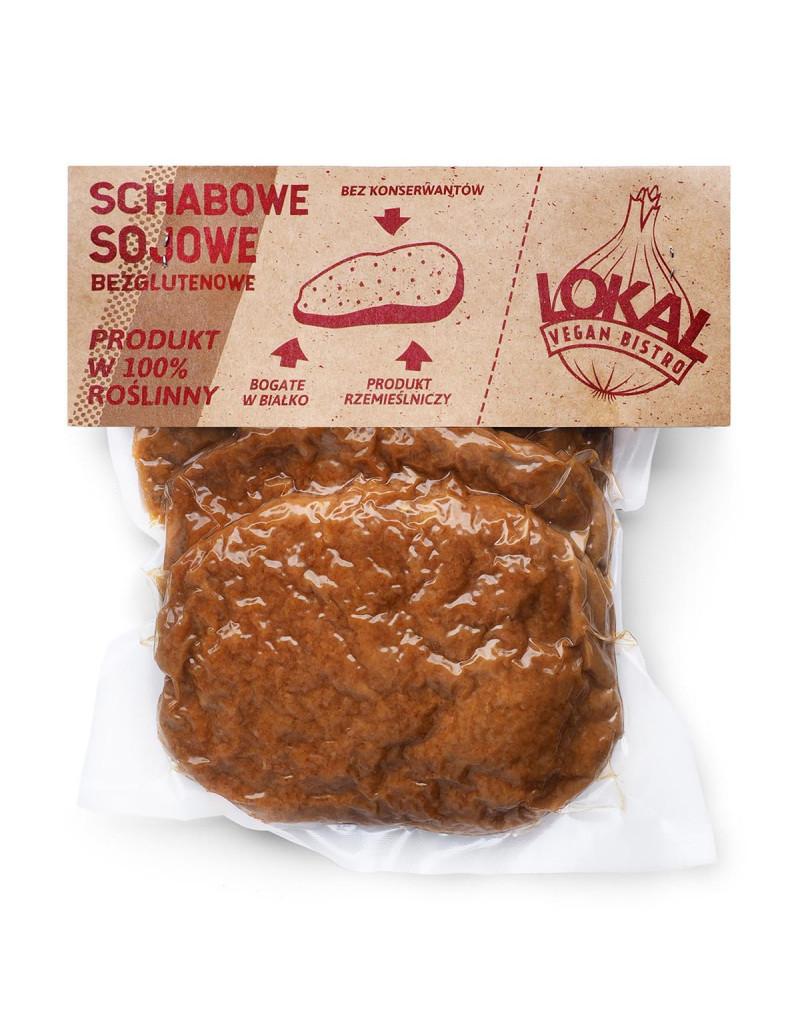 SCHABOWE
SOJOWE
BEZGLUTENOWE
PRODUKT
W 100%
ROŚLINNY
BEZ KONSERWANTÓW
BOGATE
W BIAŁKO
PRODUKT
RZEMIEŚLNICZY
LOKAL
VEGAN BISTRO